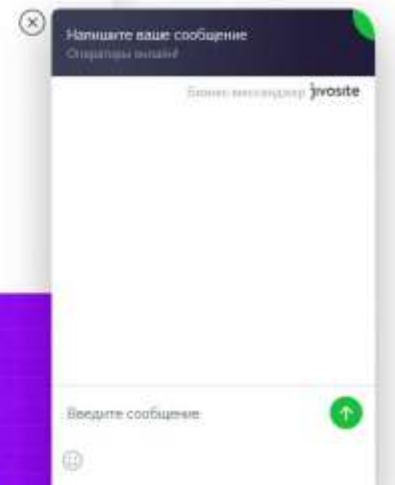 Напишите ваше сообщение
Операторы онлайн!
Бизнес-мессенджер jivosite
Введите сообщение